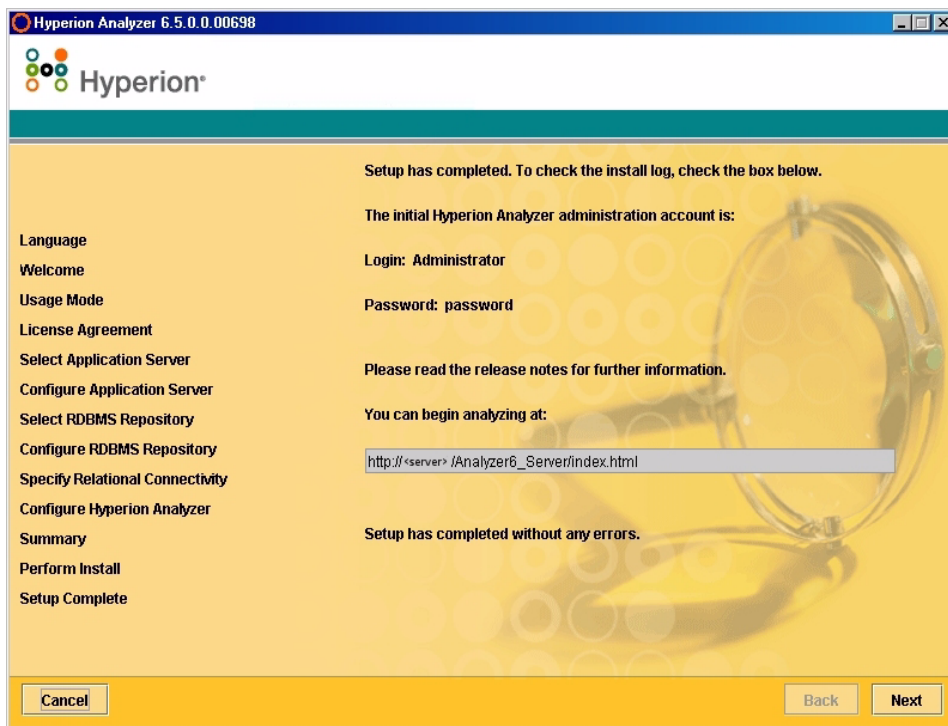 Hyperion Analyzer 6.5.0.0.00698
Hyperion®
Language
Welcome
Usage Mode
License Agreement
Select Application Server
Configure Application Server
Select RDBMS Repository
Configure RDBMS Repository
Specify Relational Connectivity
Configure Hyperion Analyzer
Summary
Perform Install
Setup Complete
Setup has completed. To check the install log, check the box below.
The initial Hyperion Analyzer administration account is:
Login: Administrator
Password: password
Please read the release notes for further information.
You can begin analyzing at:
http://<server> /Analyzer6_Server/index.html
Setup has completed without any errors.
Cancel
Back
Next